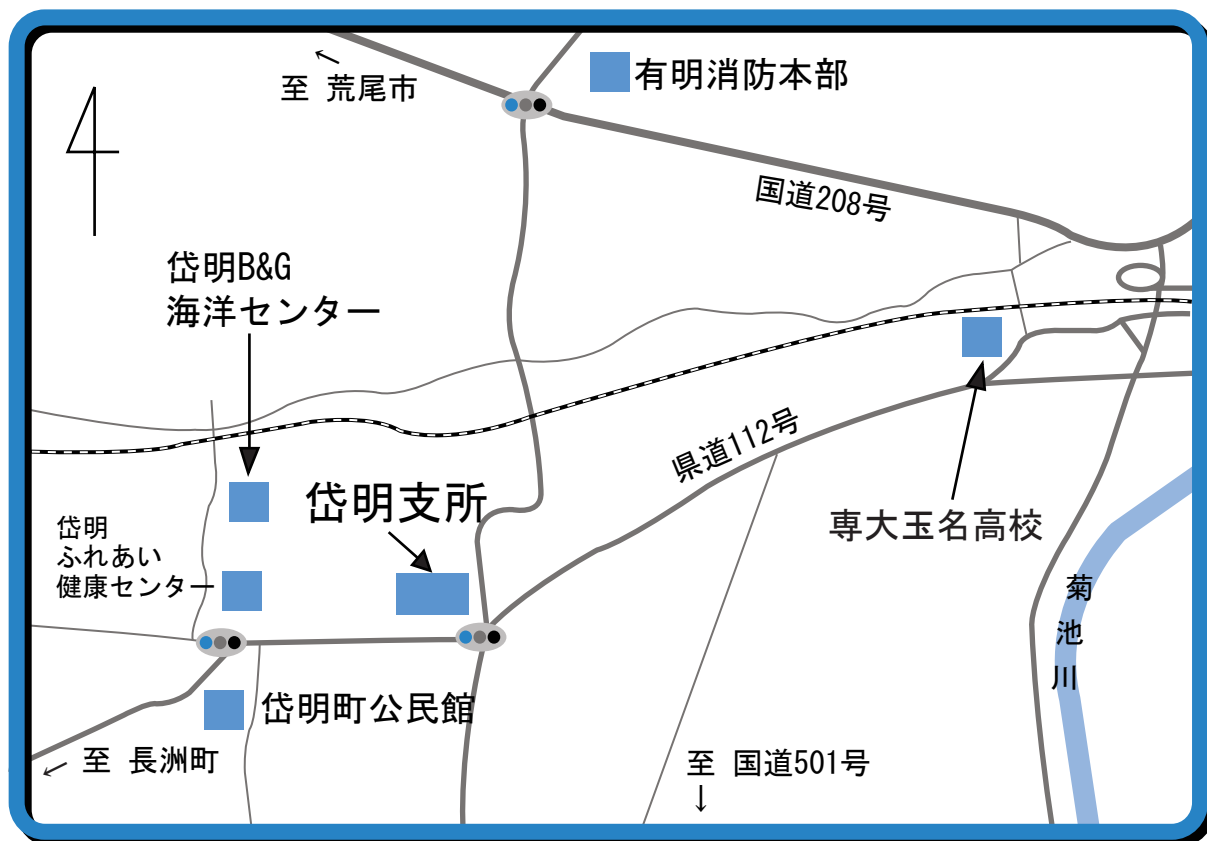 有明消防本部
至 荒尾市
国道208号
岱明B&G
海洋センター
県道112号
岱明支所
専大玉名高校
岱明
ふれあい
健康センター
菊池川
岱明町公民館
至 長洲町
至 国道501号